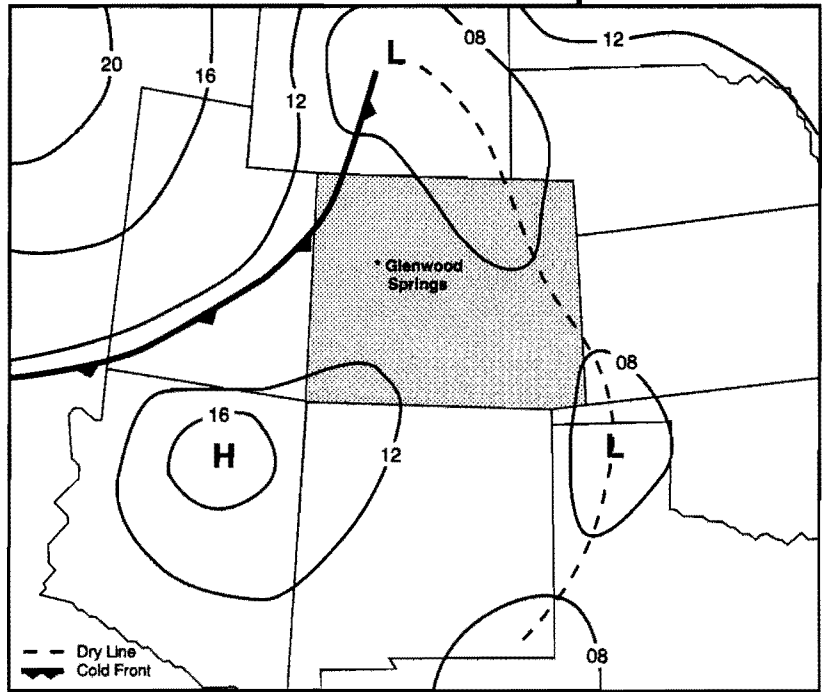 L
08
12
20
16
12
* Glenwood
Springs
08
16
H
12
L
08
Dry Line
Cold Front